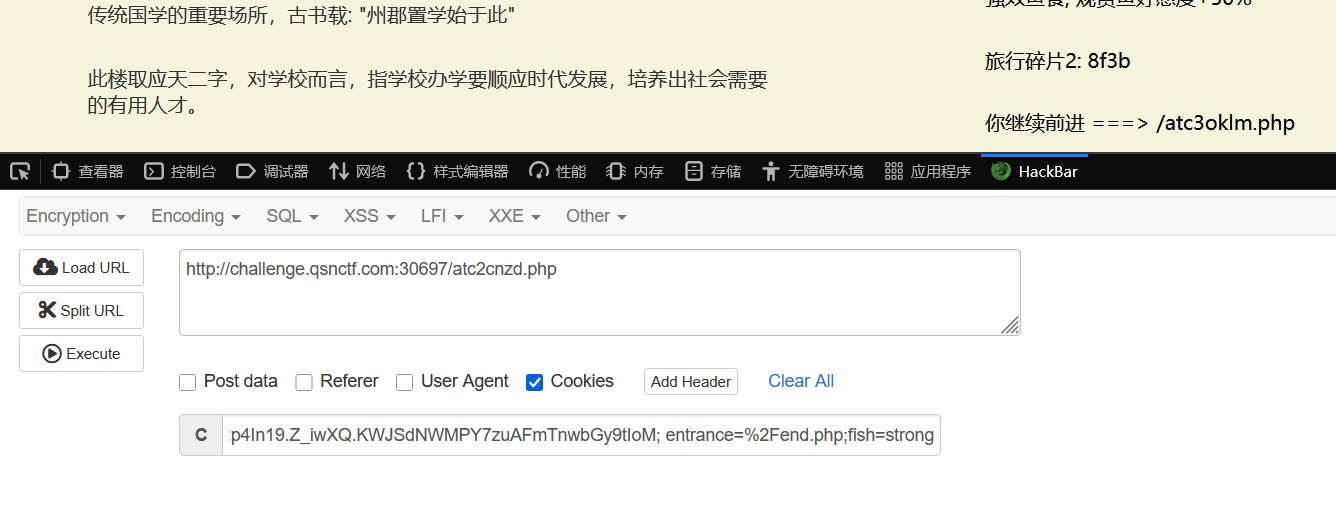 传统国学的重要场所，古书载: "州郡置学始于此"
此楼取应天二字，对学校而言，指学校办学要顺应时代发展，培养出社会需要
的有用人才。
旅行碎片2: 8f3b
你继续前进 ===> /atc3oklm.php
查看器 控制台 调试器 网络 样式编辑器 性能 内存 存储 无障碍环境 应用程序 HackBar
Encryption Encoding SQL XSS LFI XXE Other
Load URL
http://challenge.qsnctf.com:30697/atc2cnzd.php
Split URL
Execute
Post data Referer User Agent Cookies Add Header Clear All
C p4In19.Z_iwXQ.KWJSdNWMPY7zuAFmTnwbGy9tIoM; entrance=%2Fend.php;fish=strong